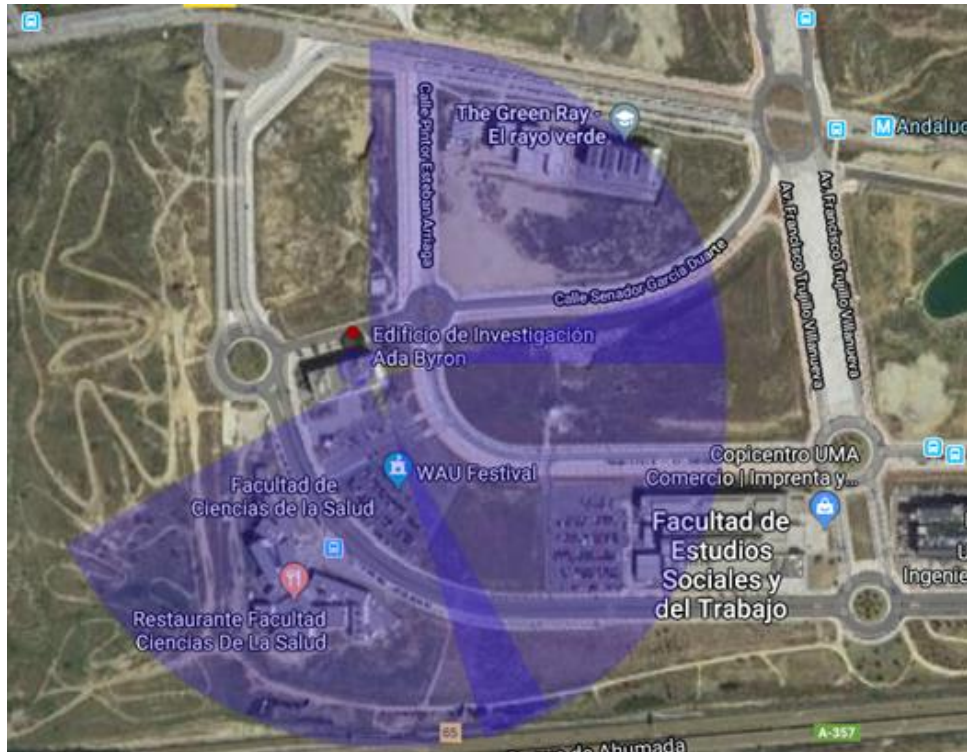 The Green Ray -
El rayo verde
Andaluc
Calle Pintor Esteban Arriaga
Av. Francisco Trujillo Villanueva
Av. Francisco Trujillo Villanueva
Calle Senador García Duarte
Edificio de Investigación
Ada Byron
Copicentro UMA
Comercio | Imprenta y...
WAU Festival
Facultad de
Ciencias de la Salud
Facultad de
Estudios
Sociales y
del Trabajo
U
Ingenie
Restaurante Facultad
Ciencias De La Salud
65
A-357
de Ahumada